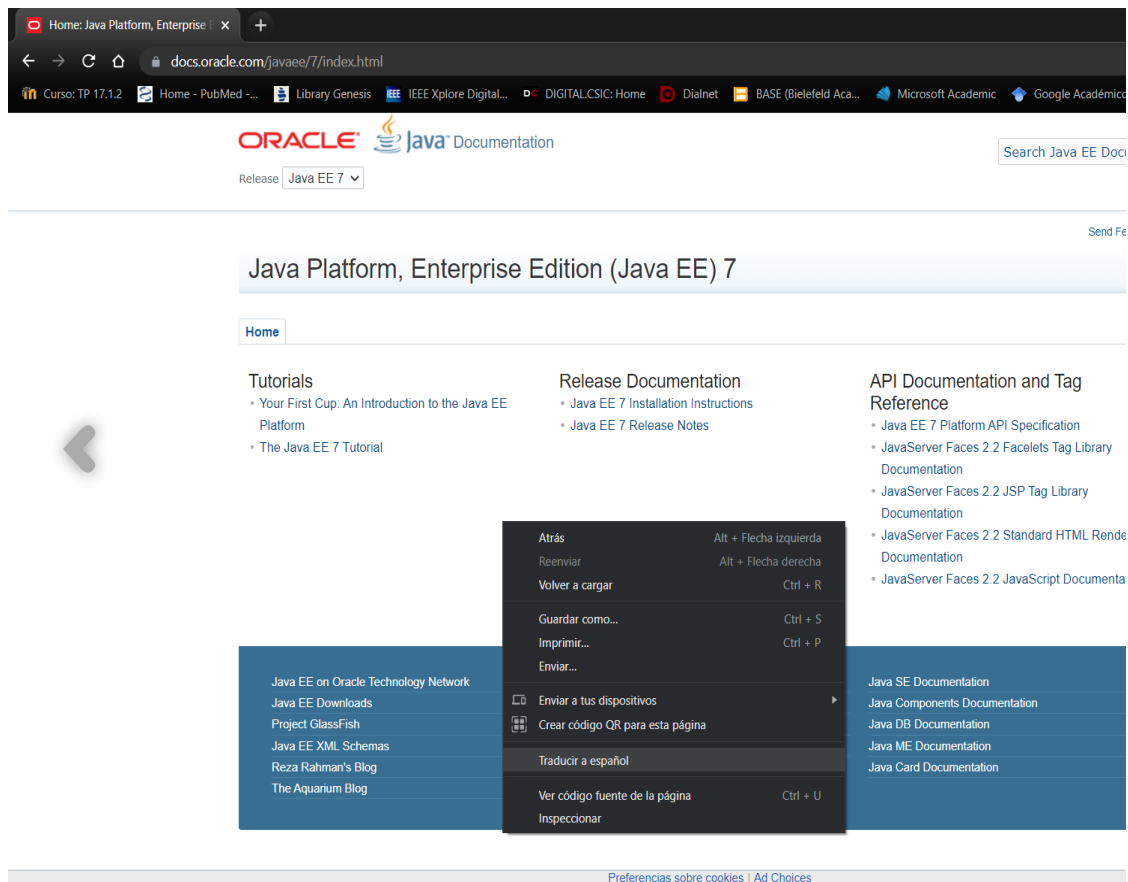 Home: Java Platform, Enterprise E
docs.oracle.com/javaee/7/index.html
Curso: TP 17.1.2 Home - PubMed -... Library Genesis IEEE IEEE Xplore Digital... DC DIGITAL.CSIC: Home Dialnet BASE (Bielefeld Aca... Microsoft Academic Google Académico
ORACLE Java Documentation
Search Java EE Docu
Release Java EE 7
Send Fe
Java Platform, Enterprise Edition (Java EE) 7
Home
Tutorials
Your First Cup: An Introduction to the Java EE
Platform
The Java EE 7 Tutorial
Release Documentation
Java EE 7 Installation Instructions
Java EE 7 Release Notes
API Documentation and Tag
Reference
Java EE 7 Platform API Specification
JavaServer Faces 2.2 Facelets Tag Library
Documentation
JavaServer Faces 2.2 JSP Tag Library
Documentation
JavaServer Faces 2.2 Standard HTML Rende
Documentation
JavaServer Faces 2.2 JavaScript Documenta
Atrás Alt + Flecha izquierda
Reenviar Alt + Flecha derecha
Volver a cargar Ctrl + R
Guardar como... Ctrl + S
Imprimir... Ctrl + P
Enviar...
Enviar a tus dispositivos
Crear código QR para esta página
Traducir a español
Ver código fuente de la página Ctrl + U
Inspeccionar
Java EE on Oracle Technology Network
Java EE Downloads
Project GlassFish
Java EE XML Schemas
Reza Rahman's Blog
The Aquarium Blog
Java SE Documentation
Java Components Documentation
Java DB Documentation
Java ME Documentation
Java Card Documentation
Preferencias sobre cookies | Ad Choices